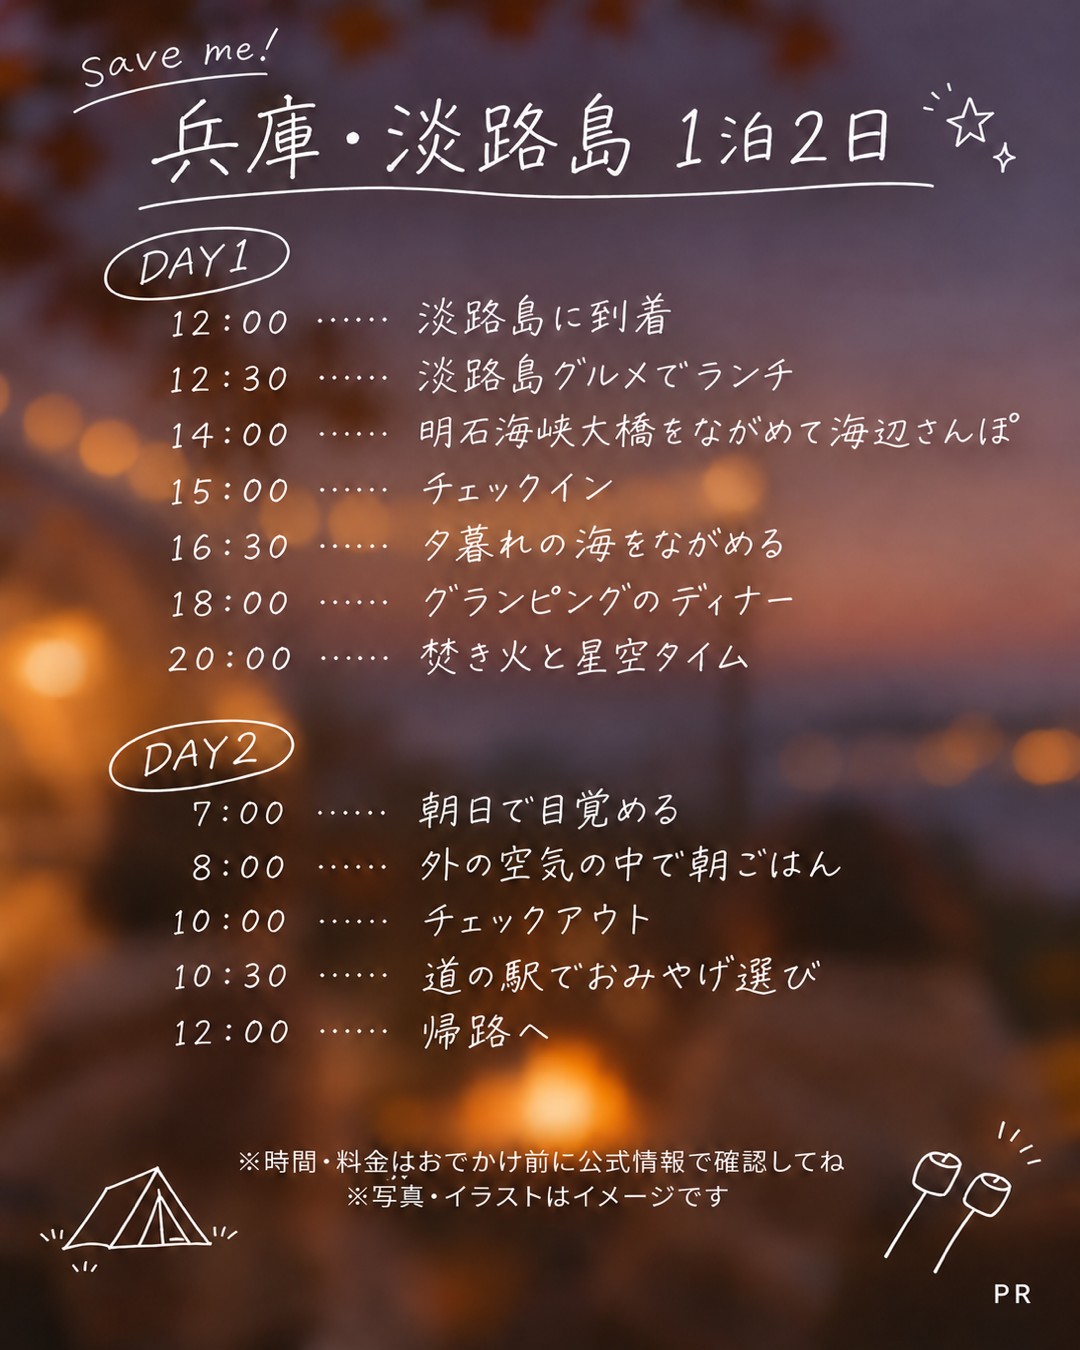 Save me!
兵庫・淡路島 1泊2日
DAY1
12:00 …… 淡路島に到着
12:30 …… 淡路島グルメでランチ
14:00 …… 明石海峡大橋をながめて海辺さんぽ
15:00 …… チェックイン
16:30 …… 夕暮れの海をながめる
18:00 …… グランピングのディナー
20:00 …… 焚き火と星空タイム
DAY2
7:00 …… 朝日で目覚める
8:00 …… 外の空気の中で朝ごはん
10:00 …… チェックアウト
10:30 …… 道の駅でおみやげ選び
12:00 …… 帰路へ
※時間・料金はおでかけ前に公式情報で確認してね
※写真・イラストはイメージです
PR